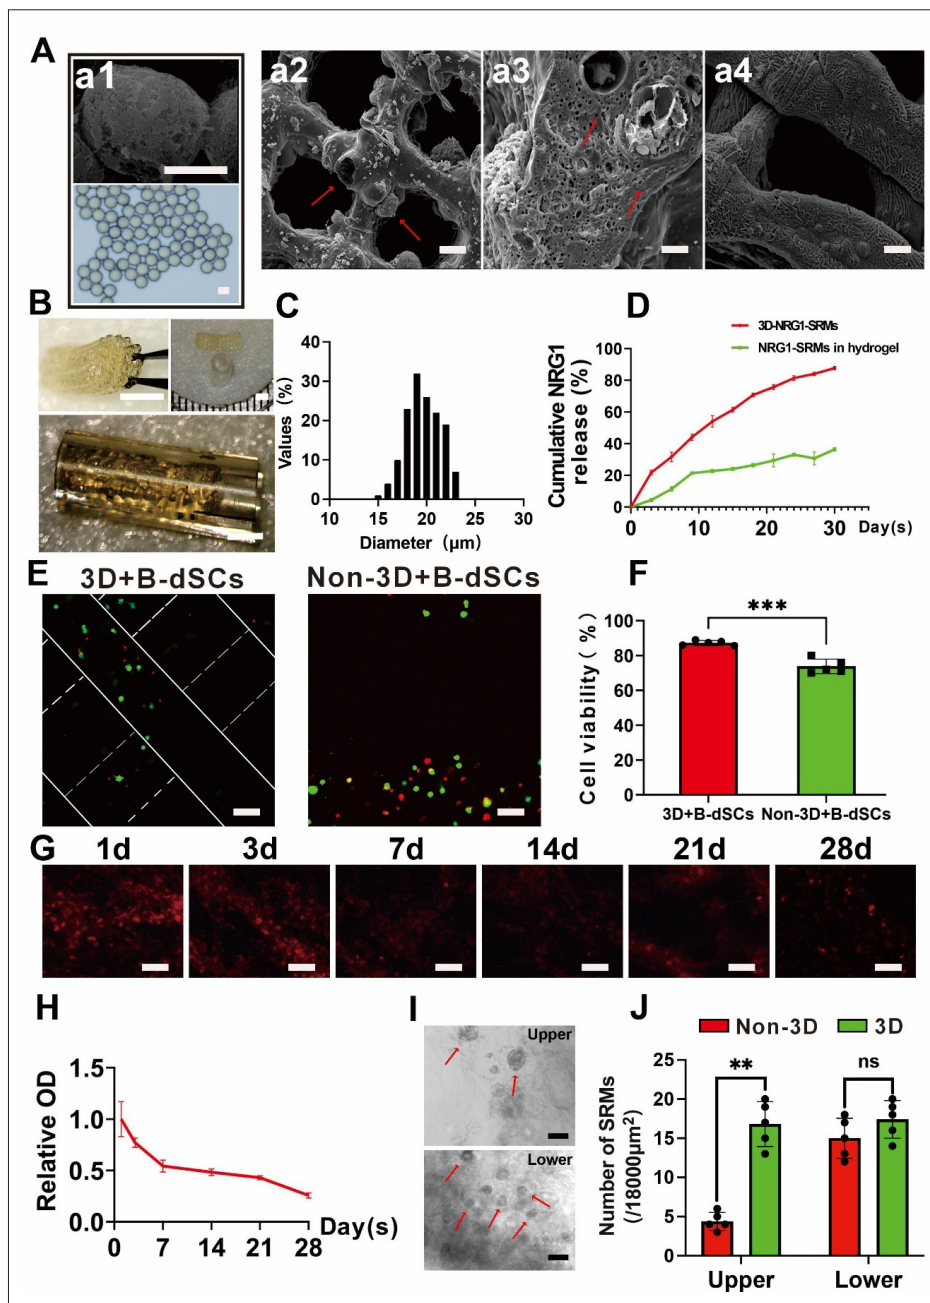 A
a1
a2
a3
a4
B
C
Values (%)
40
30
20
10
0
10
15
20
25
30
Diameter (μm)
D
3D-NRG1-SRMs
NRG1-SRMs in hydrogel
Cumulative NRG1
release (%)
100
80
60
40
20
0
0
10
20
30
Day(s)
E
3D+B-dSCs
Non-3D+B-dSCs
F
Cell viability ( %)
100
80
60
40
20
0
***
3D+B-dSCs
Non-3D+B-dSCs
G
1d
3d
7d
14d
21d
28d
H
Relative OD
1.5
1.0
0.5
0.0
0
7
14
21
28
Day(s)
I
Upper
Lower
J
Non-3D
3D
Number of SRMs
(/18000μm²)
25
20
15
10
5
0
**
ns
Upper
Lower